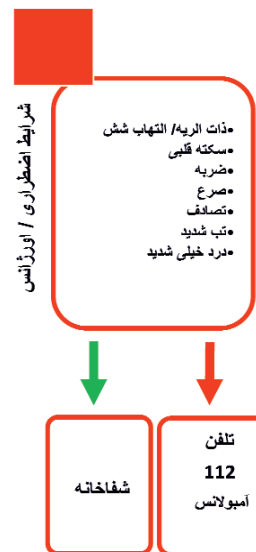 شرایط اضطراری / اورژانس
•ذات الریه/ التهاب شش
•سکته قلبی
•ضربه
•صرع
•تصادف
•تب شدید
•درد خیلی شدید
تلفن
112
آمبولانس
شفاخانه